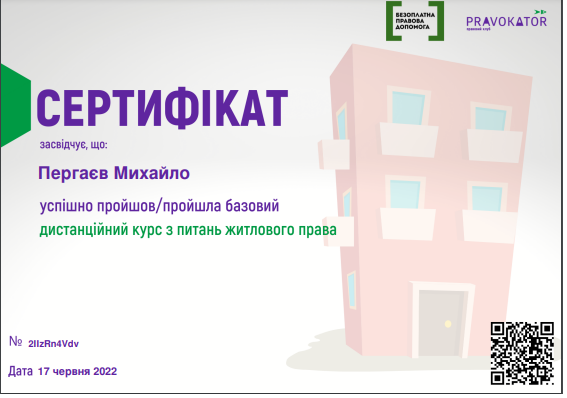 БЕЗОПЛАТНА
ПРАВОВА
ДОПОМОГА
PRAVOKATOR
правовий клуб
СЕРТИФІКАТ
засвідчує, що:
Пергаєв Михайло
успішно пройшов/пройшла базовий
дистанційний курс з питань житлового права
№ 2IIzRn4Vdv
Дата 17 червня 2022